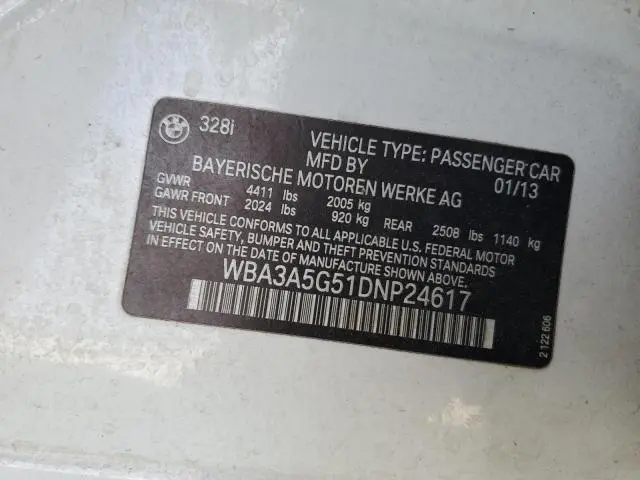 328i
VEHICLE TYPE: PASSENGER CAR
MFD BY 01/13
BAYERISCHE MOTOREN WERKE AG
GVWR 4411 lbs 2005 kg
GAWR FRONT 2024 lbs 920 kg REAR 2508 lbs 1140 kg
THIS VEHICLE CONFORMS TO ALL APPLICABLE U.S. FEDERAL MOTOR
VEHICLE SAFETY, BUMPER AND THEFT PREVENTION STANDARDS IN
EFFECT ON THE DATE OF MANUFACTURE SHOWN ABOVE.
WBA3A5G51DNP24617
2 122 606